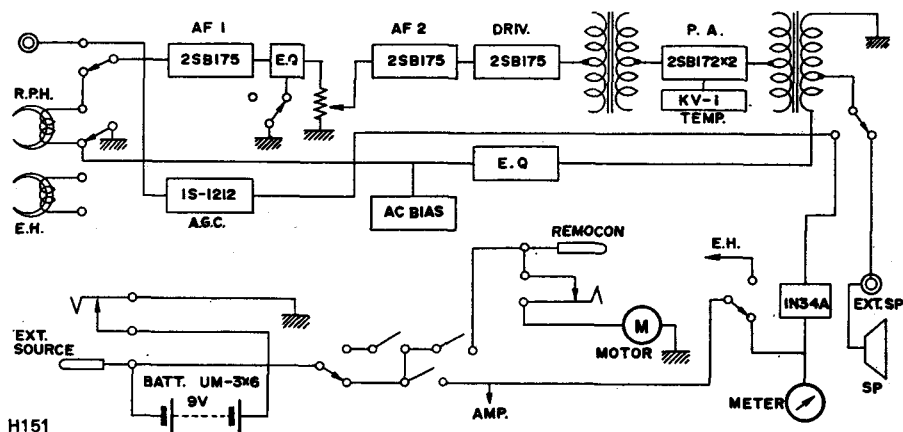 AF 1
AF 2
DRIV.
P. A.
2SB175
E.Q
2SB175
2SB175
2SB172×2
KV-1
TEMP.
R.P.H.
E.H.
1S-1212
A.G.C.
E.Q
AC BIAS
REMOCON
E.H.
1N34A
EXT. SP
SP
M
MOTOR
METER
EXT.
SOURCE
BATT. UM-3×6
9V
AMP.
H151